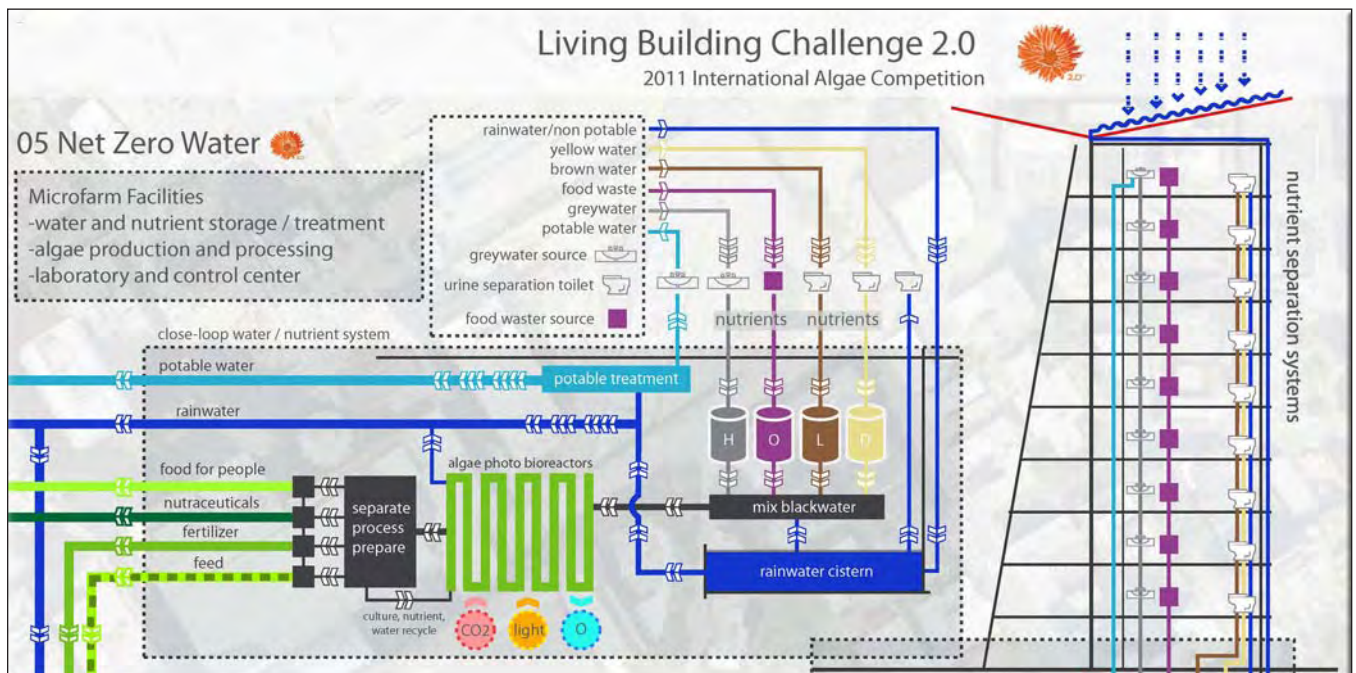 Living Building Challenge 2.0
2011 International Algae Competition
2.0
05 Net Zero Water
Microfarm Facilities
-water and nutrient storage / treatment
-algae production and processing
-laboratory and control center
rainwater/non potable
yellow water
brown water
food waste
greywater
potable water
greywater source
urine separation toilet
food waster source
nutrients
nutrients
nutrient separation systems
close-loop water / nutrient system
potable water
potable treatment
rainwater
H
O
L
D
food for people
nutraceuticals
fertilizer
feed
separate
process
prepare
algae photo bioreactors
mix blackwater
rainwater cistern
culture, nutrient,
water recycle
CO2
light
O